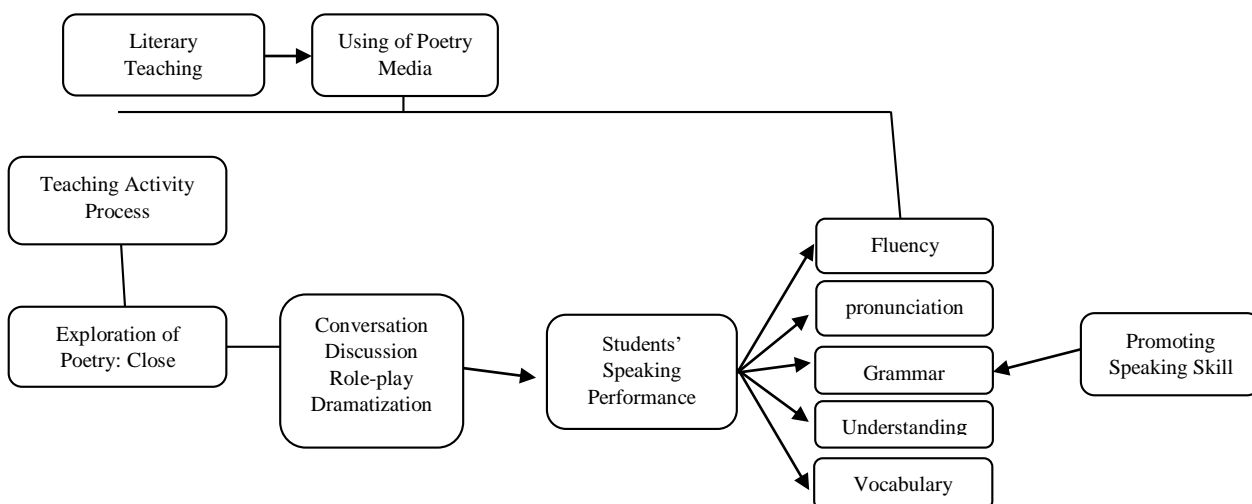 Literary
Teaching
Using of Poetry
Media
Teaching Activity
Process
Exploration of
Poetry: Close
Conversation
Discussion
Role-play
Dramatization
Students’
Speaking
Performance
Fluency
pronunciation
Grammar
Understanding
Vocabulary
Promoting
Speaking Skill